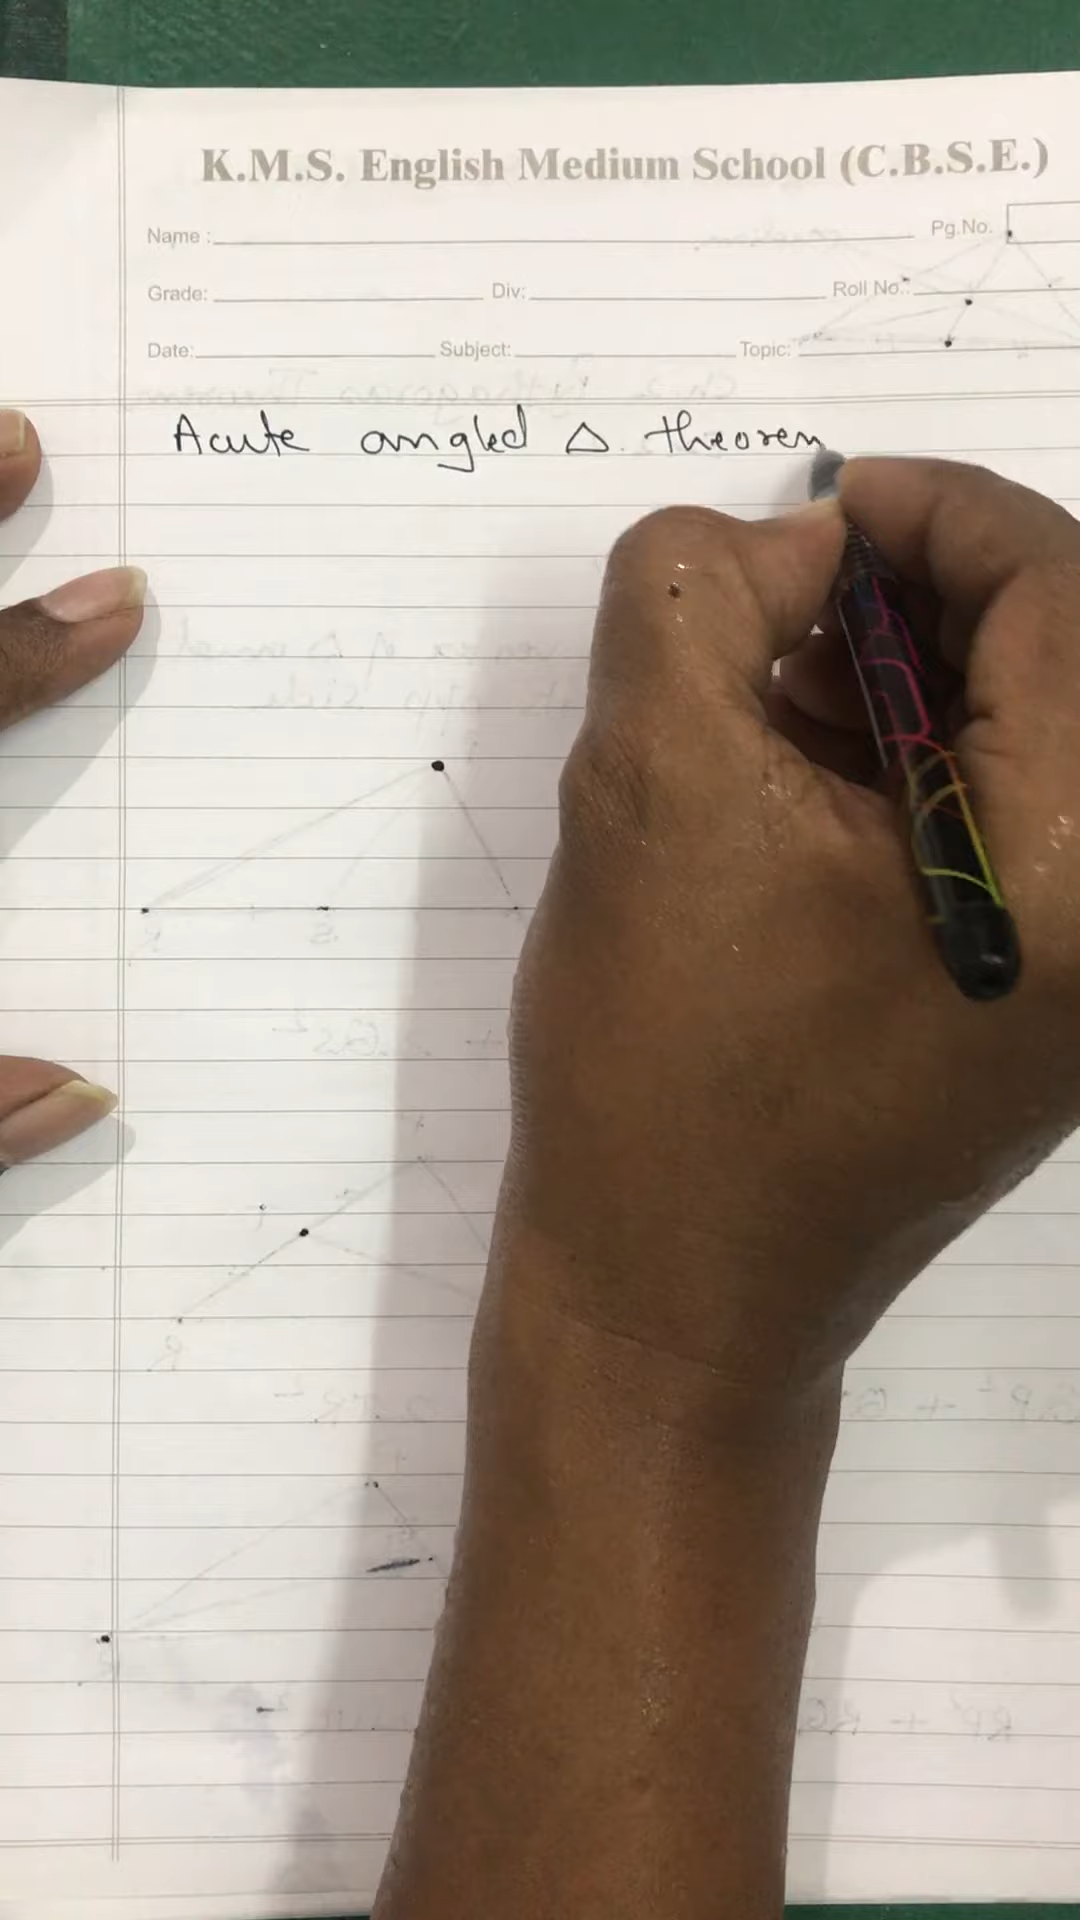 K.M.S. English Medium School (C.B.S.E.)
Name : Pg.No.
Grade: Div: Roll No.:
Date: Subject: Topic:
Acute angled △. theorem